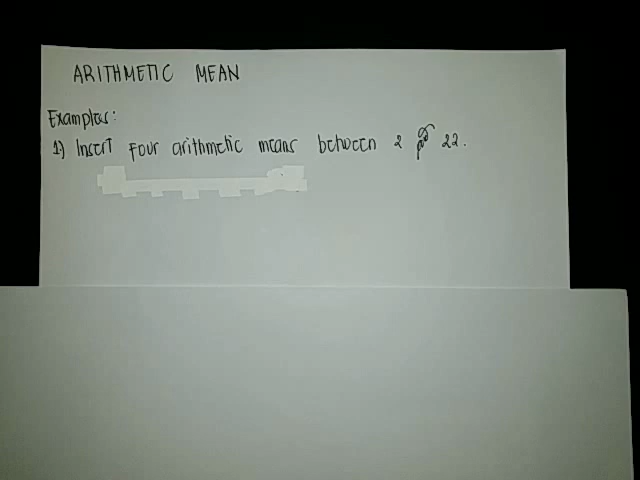 ARITHMETIC MEAN
Examples:
1.) Insert four arithmetic means between 2 & 22.